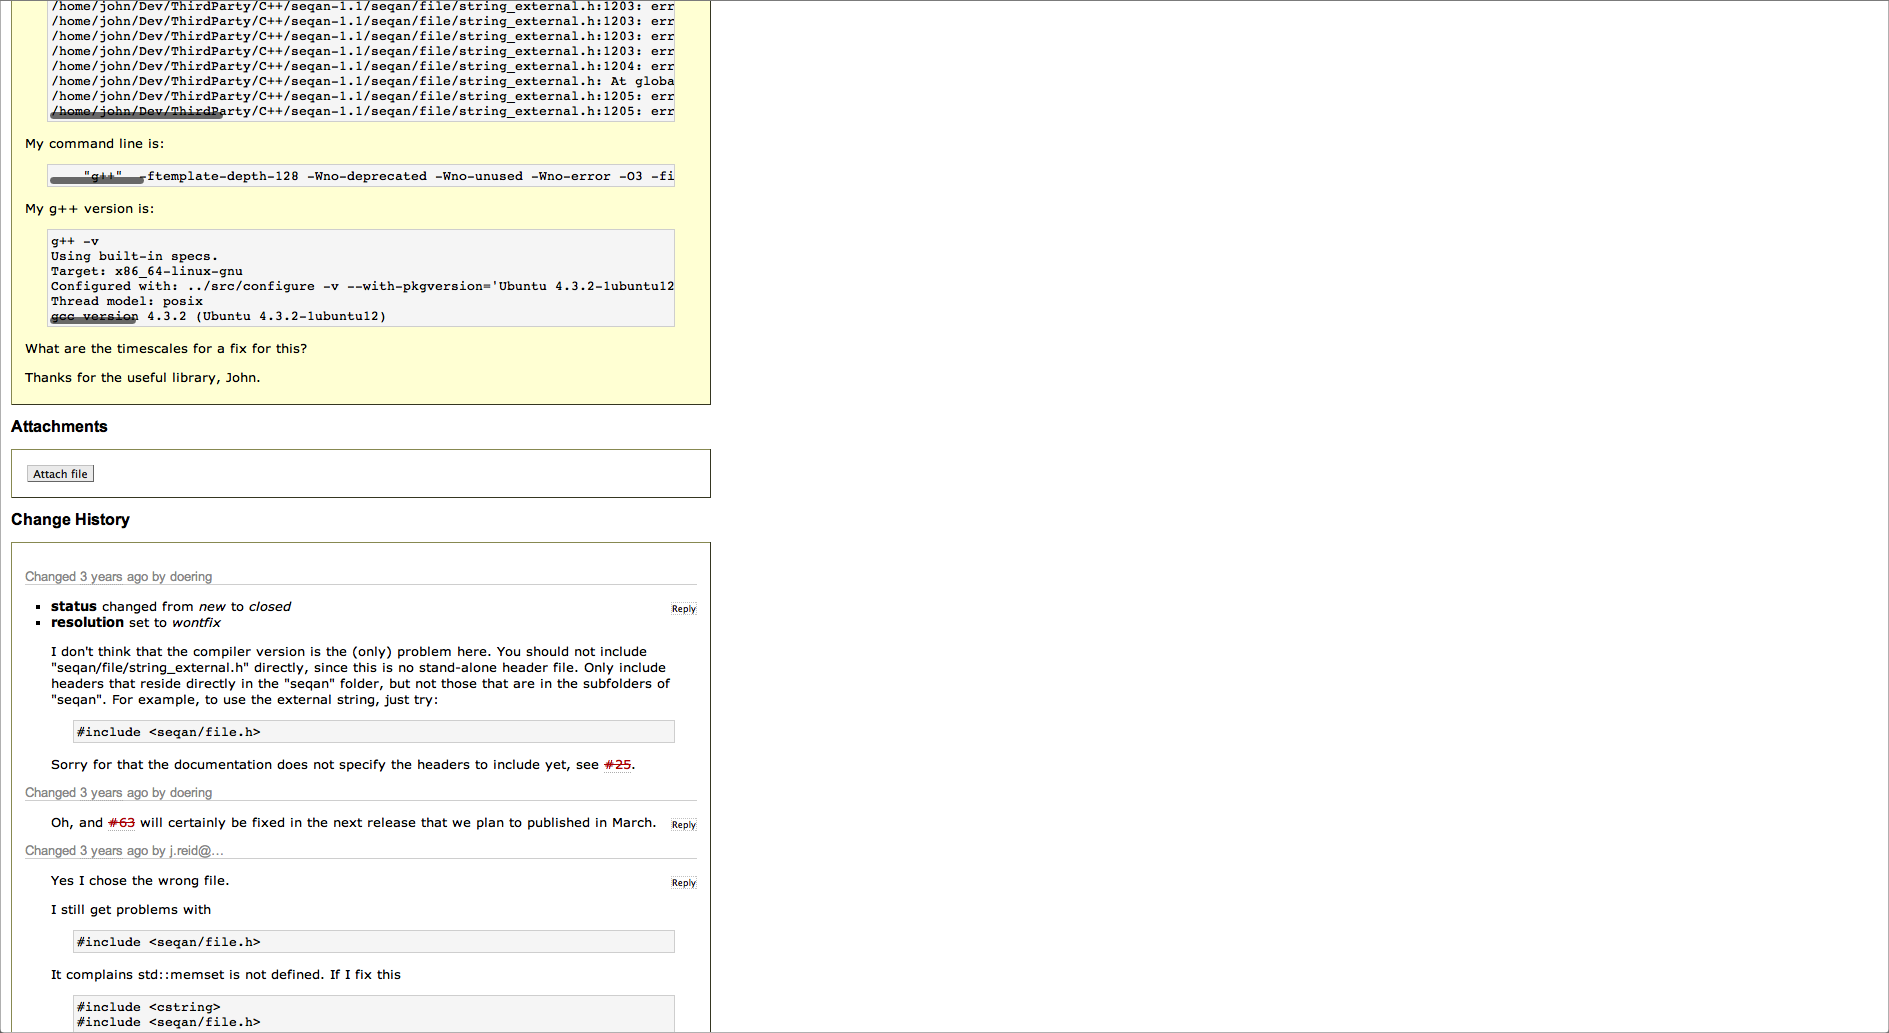 /home/john/Dev/ThirdParty/C++/seqan-1.1/seqan/file/string_external.h:1203: err
/home/john/Dev/ThirdParty/C++/seqan-1.1/seqan/file/string_external.h:1203: err
/home/john/Dev/ThirdParty/C++/seqan-1.1/seqan/file/string_external.h:1203: err
/home/john/Dev/ThirdParty/C++/seqan-1.1/seqan/file/string_external.h:1203: err
/home/john/Dev/ThirdParty/C++/seqan-1.1/seqan/file/string_external.h:1204: err
/home/john/Dev/ThirdParty/C++/seqan-1.1/seqan/file/string_external.h: At globa
/home/john/Dev/ThirdParty/C++/seqan-1.1/seqan/file/string_external.h:1205: err
/home/john/Dev/ThirdParty/C++/seqan-1.1/seqan/file/string_external.h:1205: err
My command line is:
"g++" -ftemplate-depth-128 -Wno-deprecated -Wno-unused -Wno-error -O3 -fi
My g++ version is:
g++ -v
Using built-in specs.
Target: x86_64-linux-gnu
Configured with: ../src/configure -v --with-pkgversion='Ubuntu 4.3.2-1ubuntu12
Thread model: posix
gcc version 4.3.2 (Ubuntu 4.3.2-1ubuntu12)
What are the timescales for a fix for this?
Thanks for the useful library, John.
Attachments
Attach file
Change History
Changed 3 years ago by doering
status changed from new to closed
Reply
resolution set to wontfix
I don't think that the compiler version is the (only) problem here. You should not include
"seqan/file/string_external.h" directly, since this is no stand-alone header file. Only include
headers that reside directly in the "seqan" folder, but not those that are in the subfolders of
"seqan". For example, to use the external string, just try:
#include <seqan/file.h>
Sorry for that the documentation does not specify the headers to include yet, see #25.
Changed 3 years ago by doering
Oh, and #63 will certainly be fixed in the next release that we plan to published in March.
Reply
Changed 3 years ago by j.reid@…
Yes I chose the wrong file.
Reply
I still get problems with
#include <seqan/file.h>
It complains std::memset is not defined. If I fix this
#include <cstring>
#include <seqan/file.h>